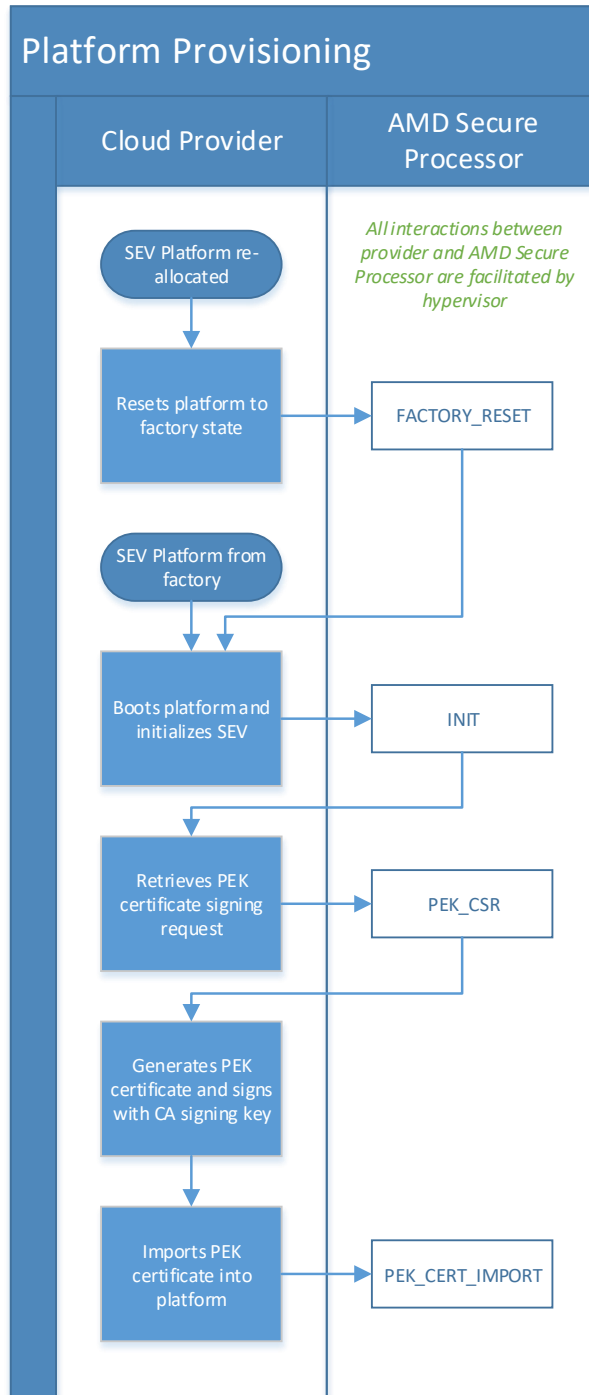 Platform Provisioning
Cloud Provider
AMD Secure
Processor
All interactions between
provider and AMD Secure
Processor are facilitated by
hypervisor
SEV Platform re-
allocated
Resets platform to
factory state
FACTORY_RESET
SEV Platform from
factory
Boots platform and
initializes SEV
INIT
Retrieves PEK
certificate signing
request
PEK_CSR
Generates PEK
certificate and signs
with CA signing key
Imports PEK
certificate into
platform
PEK_CERT_IMPORT